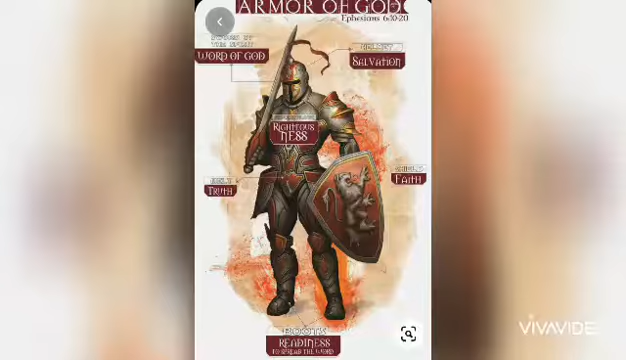 ARMOR OF GOD
Ephesians 6:10-20
SWORD OF
THE SPIRIT
WORD OF GOD
HELMET
SALVATION
RIGHTEOUS
NESS
BELT
TRUTH
SHIELD
FAITH
BOOTS
READINESS
TO SPREAD THE WORD
VIVAVIDEO